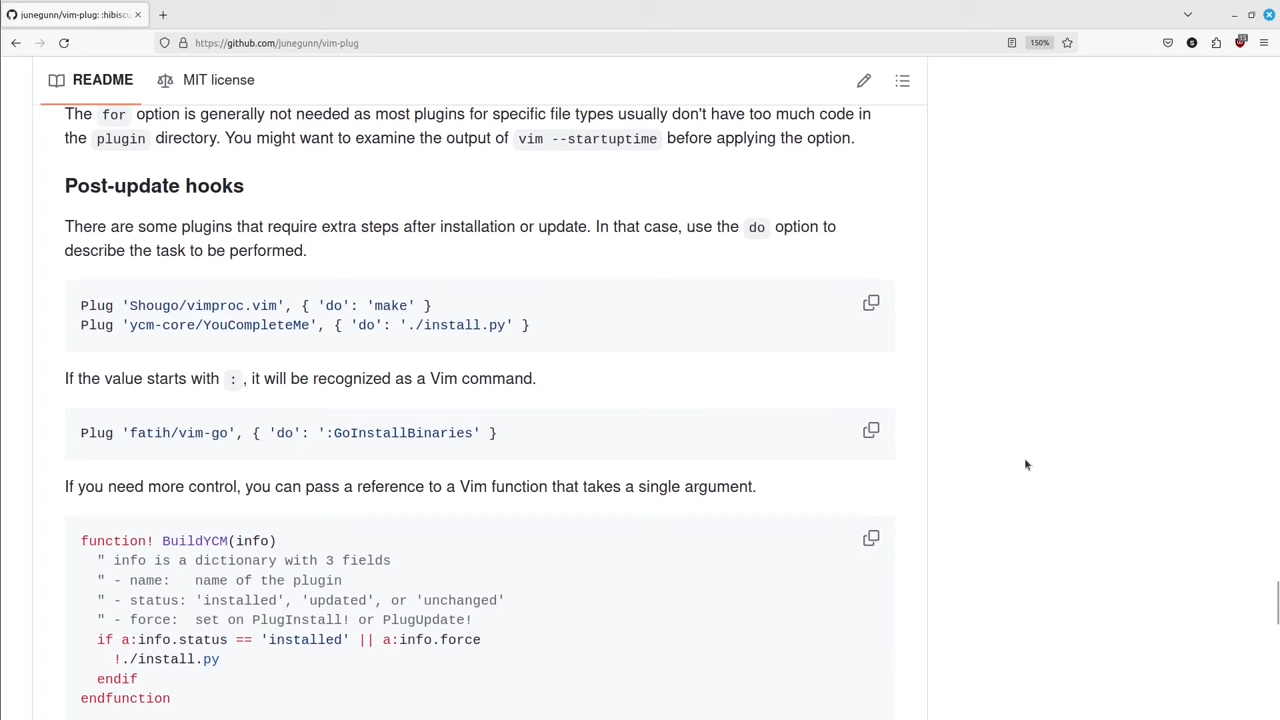 junegunn/vim-plug: :hibiscu
https://github.com/junegunn/vim-plug
150%
README
MIT license
The for option is generally not needed as most plugins for specific file types usually don't have too much code in
the plugin directory. You might want to examine the output of vim --startuptime before applying the option.
Post-update hooks
There are some plugins that require extra steps after installation or update. In that case, use the do option to
describe the task to be performed.
Plug 'Shougo/vimproc.vim', { 'do': 'make' }
Plug 'ycm-core/YouCompleteMe', { 'do': './install.py' }
If the value starts with : , it will be recognized as a Vim command.
Plug 'fatih/vim-go', { 'do': ':GoInstallBinaries' }
If you need more control, you can pass a reference to a Vim function that takes a single argument.
function! BuildYCM(info)
  " info is a dictionary with 3 fields
  " - name:   name of the plugin
  " - status: 'installed', 'updated', or 'unchanged'
  " - force:  set on PlugInstall! or PlugUpdate!
  if a:info.status == 'installed' || a:info.force
    !./install.py
  endif
endfunction